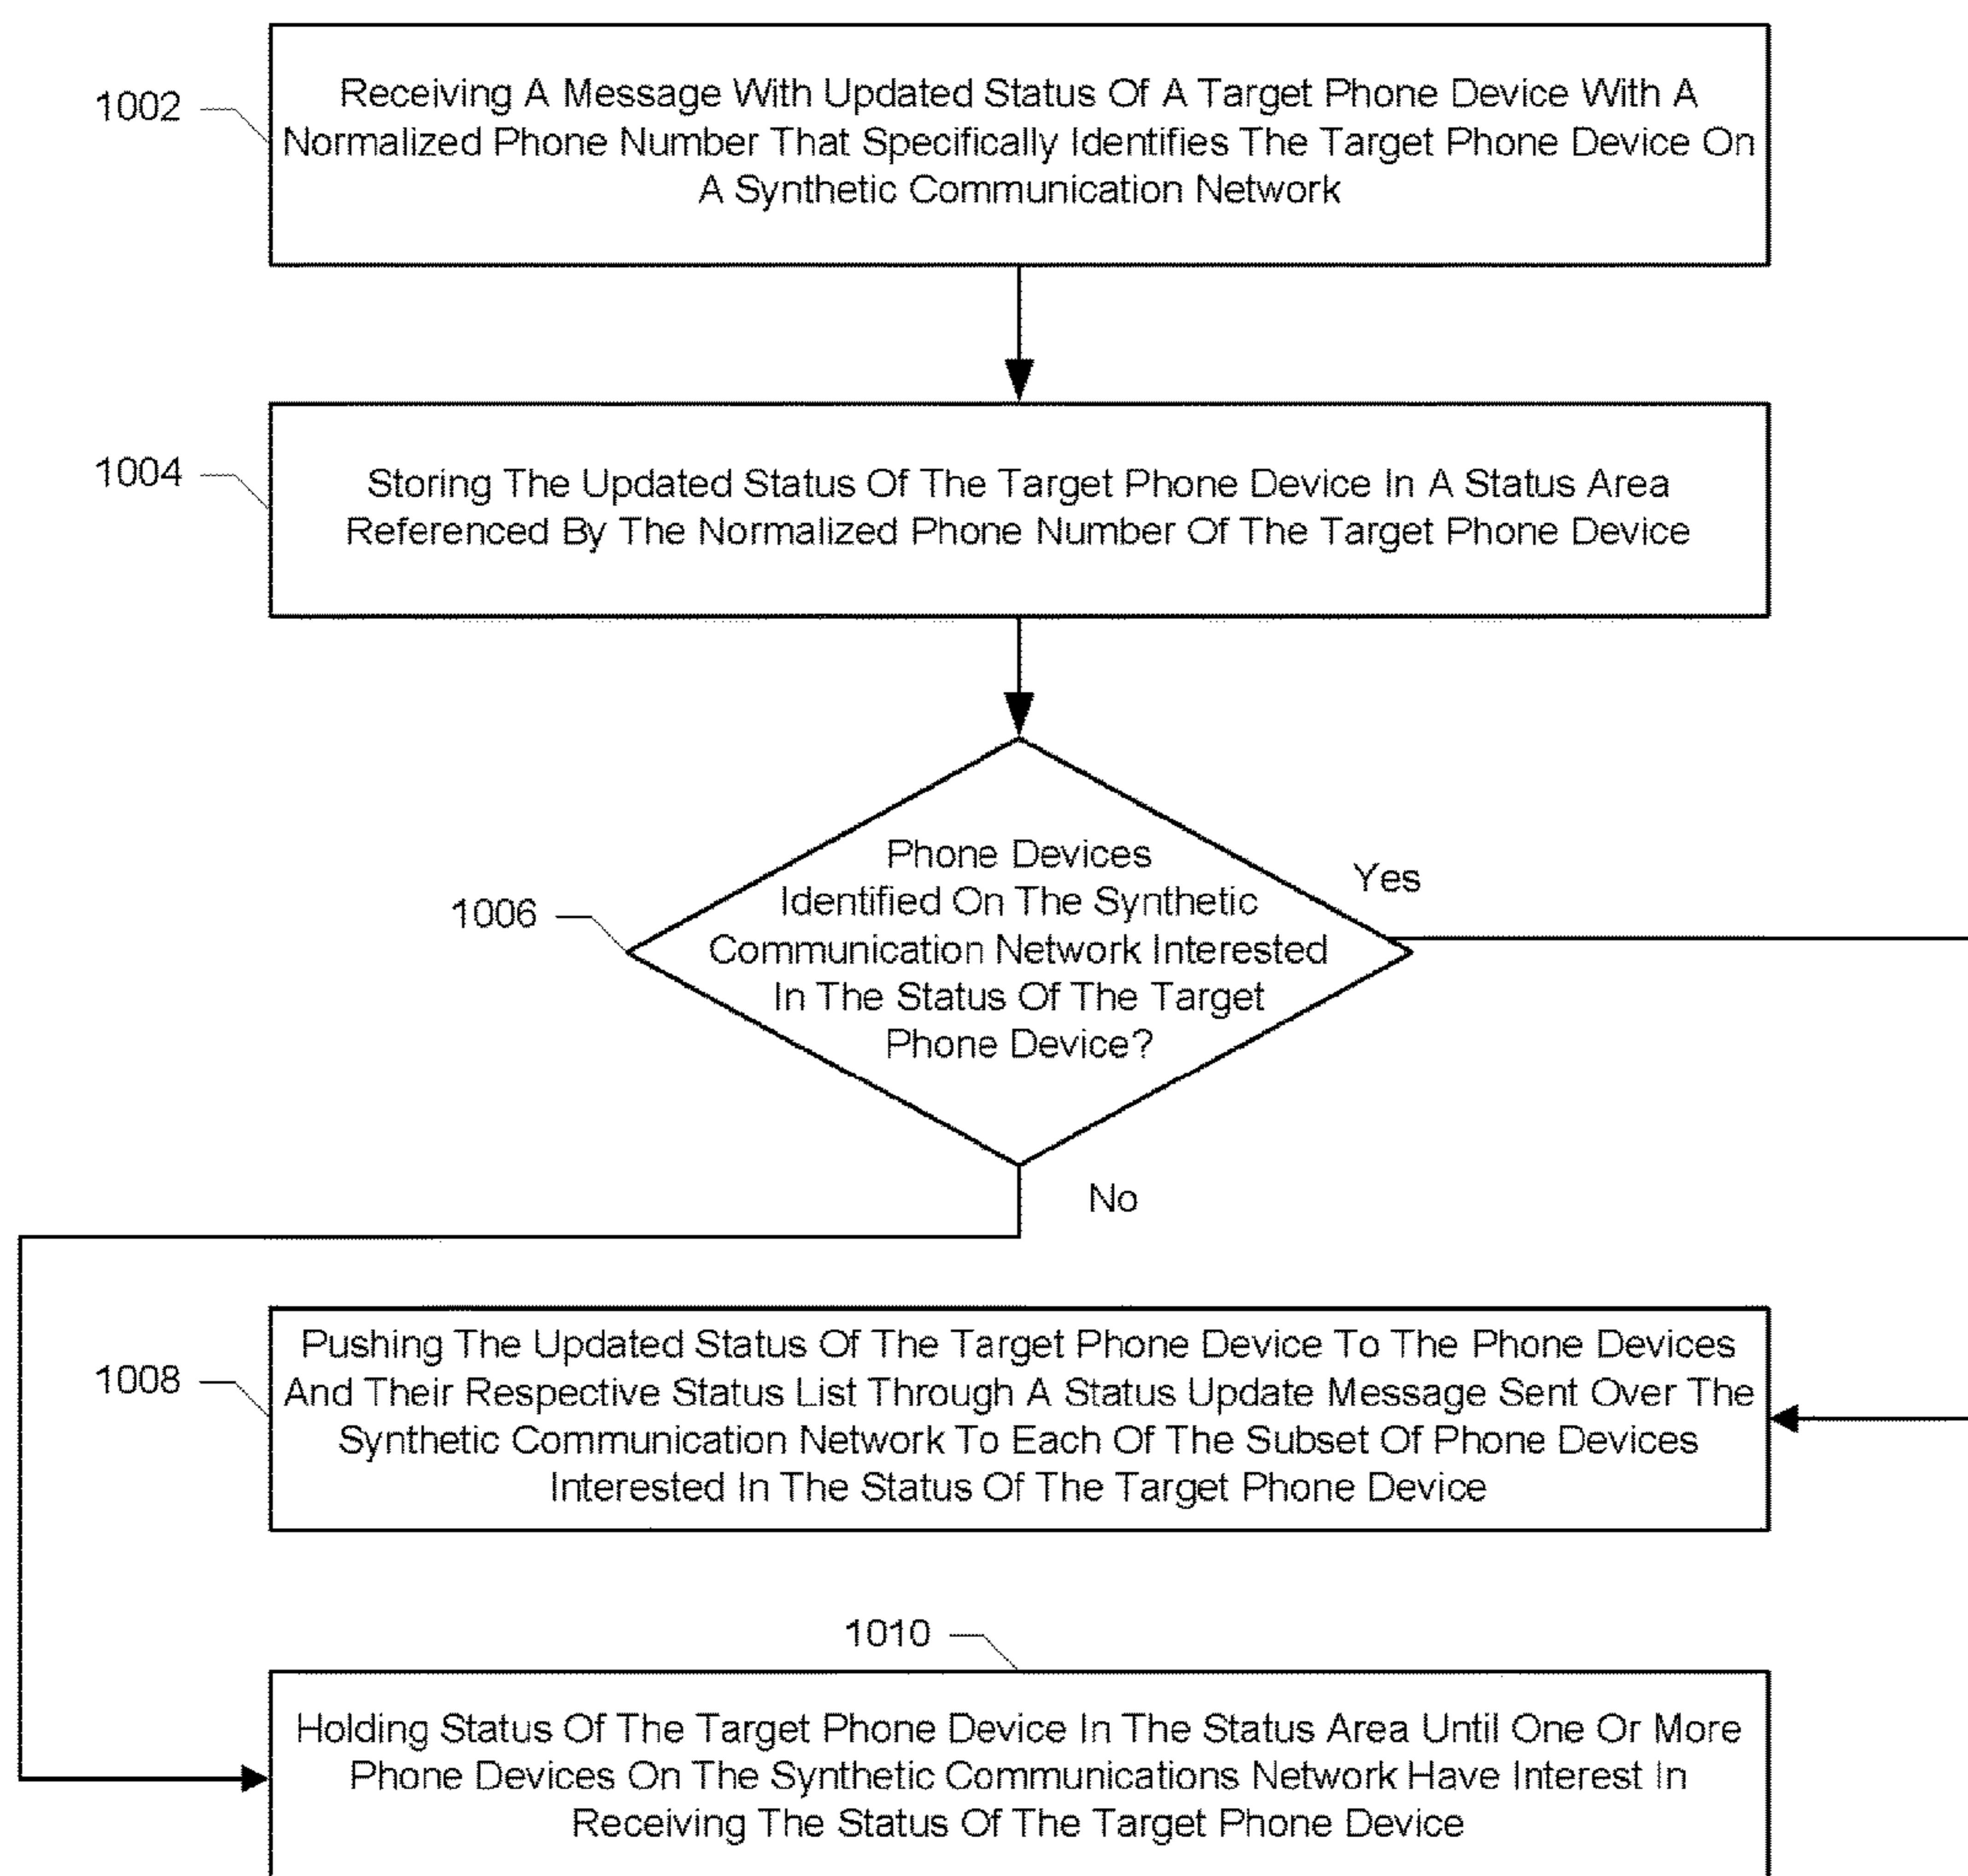 1002
Receiving A Message With Updated Status Of A Target Phone Device With A
Normalized Phone Number That Specifically Identifies The Target Phone Device On
A Synthetic Communication Network
1004
Storing The Updated Status Of The Target Phone Device In A Status Area
Referenced By The Normalized Phone Number Of The Target Phone Device
1006
Phone Devices
Identified On The Synthetic
Communication Network Interested
In The Status Of The Target
Phone Device?
Yes
No
1008
Pushing The Updated Status Of The Target Phone Device To The Phone Devices
And Their Respective Status List Through A Status Update Message Sent Over The
Synthetic Communication Network To Each Of The Subset Of Phone Devices
Interested In The Status Of The Target Phone Device
1010
Holding Status Of The Target Phone Device In The Status Area Until One Or More
Phone Devices On The Synthetic Communications Network Have Interest In
Receiving The Status Of The Target Phone Device